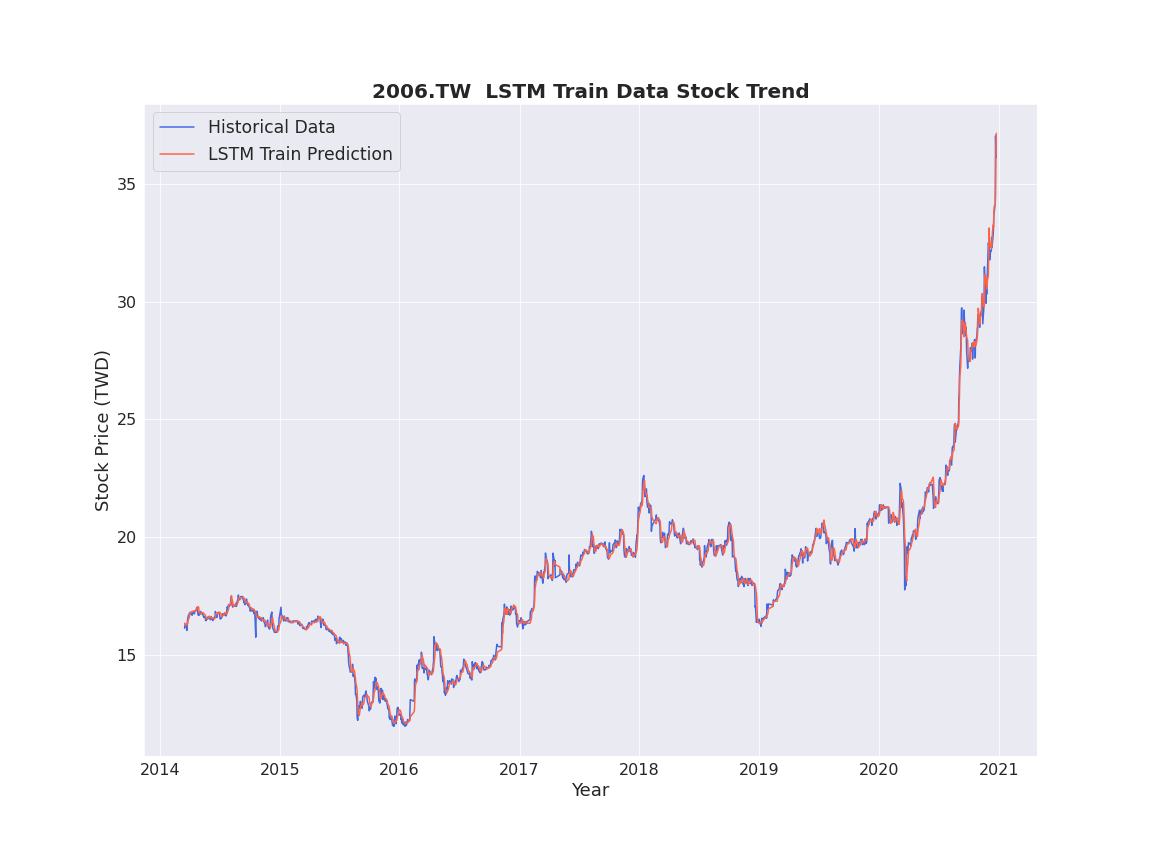 2006.TW  LSTM Train Data Stock Trend
Historical Data
LSTM Train Prediction
Stock Price (TWD)
35
30
25
20
15
2014 2015 2016 2017 2018 2019 2020 2021
Year